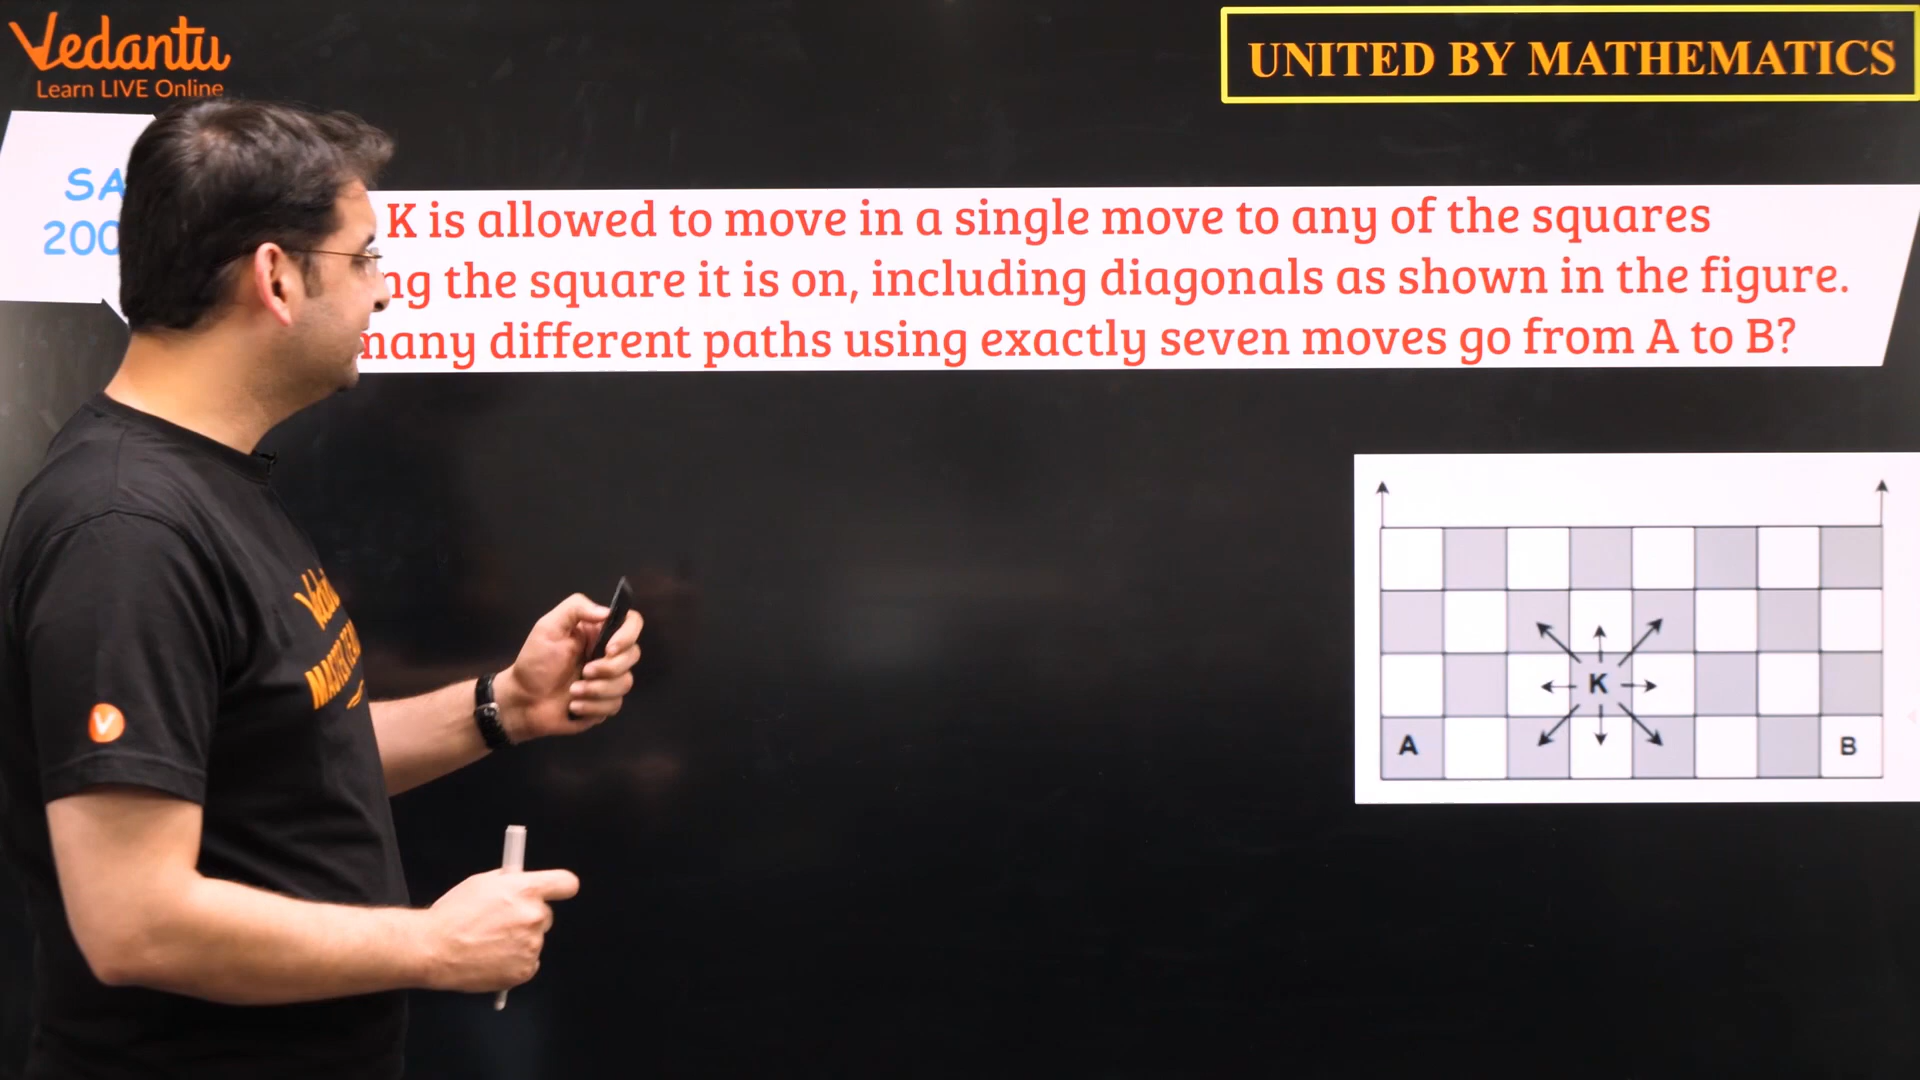 Vedantu
Learn LIVE Online
UNITED BY MATHEMATICS
SA
200
K is allowed to move in a single move to any of the squares
ng the square it is on, including diagonals as shown in the figure.
many different paths using exactly seven moves go from A to B?
K
A
B
V